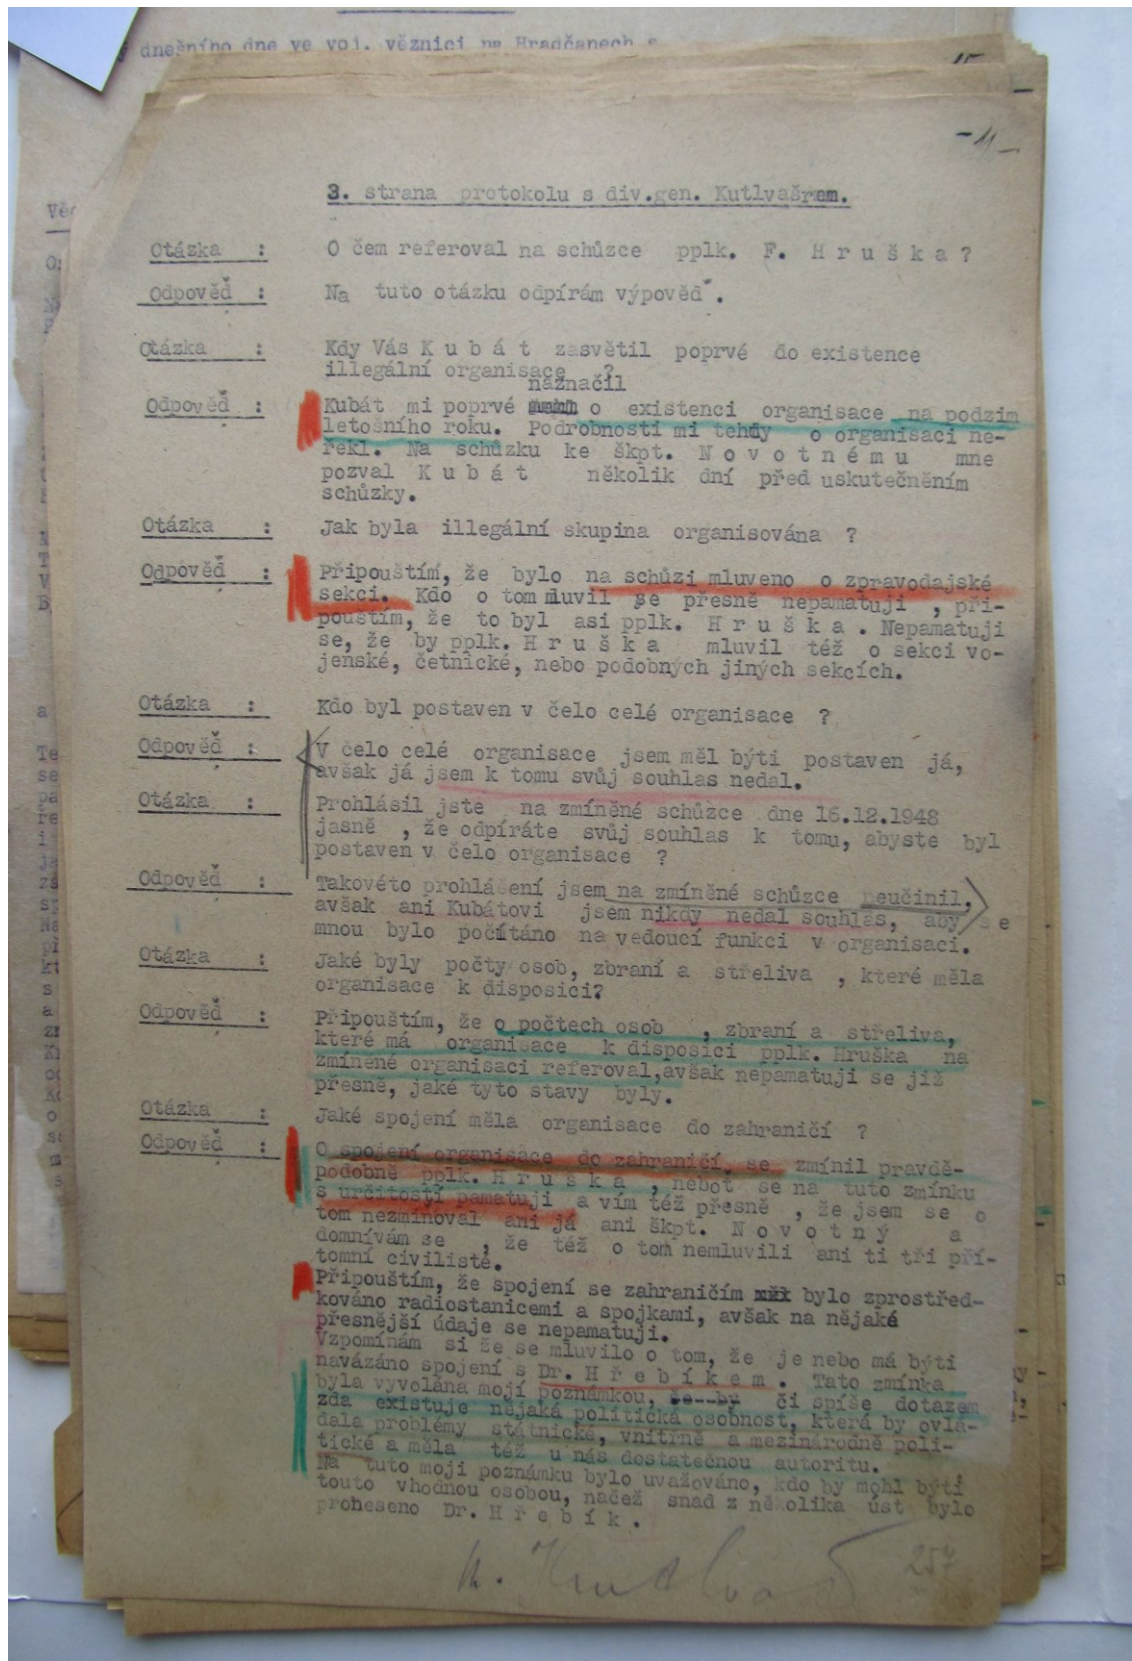 dnešního dne ve voj. věznici na Hradčanech s
15
-11-
3. strana protokolu s div.gen. Kutlvašrem.
Otázka : O čem referoval na schůzce pplk. F. H r u š k a ?
Odpověď : Na tuto otázku odpírám výpověď.
Otázka : Kdy Vás K u b á t zasvětil poprvé do existence
illegální organisace ?
naznačil
Odpověď : Kubát mi poprvé o existenci organisace na podzim
letošního roku. Podrobnosti mi tehdy o organisaci ne-
řekl. Na schůzku ke škpt. N o v o t n é m u mne
pozval K u b á t několik dní před uskutečněním
schůzky.
Otázka : Jak byla illegální skupina organisována ?
Odpověď : Připouštím, že bylo na schůzi mluveno o zpravodajské
sekci. Kdo o tom mluvil se přesně nepamatuji , při-
pouštím, že to byl asi pplk. H r u š k a . Nepamatuji
se, že by pplk. H r u š k a mluvil též o sekci vo-
jenské, četnické, nebo podobných jiných sekcích.
Otázka : Kdo byl postaven v čelo celé organisace ?
Odpověď : V čelo celé organisace jsem měl býti postaven já,
avšak já jsem k tomu svůj souhlas nedal.
Otázka : Prohlásil jste na zmíněné schůzce dne 16.12.1948
jasně , že odpíráte svůj souhlas k tomu, abyste byl
postaven v čelo organisace ?
Odpověď : Takovéto prohlášení jsem na zmíněné schůzce neučinil,
avšak ani Kubátovi jsem nikdy nedal souhlas, aby se
mnou bylo počítáno na vedoucí funkci v organisaci.
Otázka : Jaké byly počty osob, zbraní a střeliva , které měla
organisace k disposici?
Odpověď : Připouštím, že o počtech osob , zbraní a střeliva,
které má organisace k disposici pplk. Hruška na
zmíněné organisaci referoval,avšak nepamatuji se již
přesně, jaké tyto stavy byly.
Otázka : Jaké spojení měla organisace do zahraničí ?
Odpověď : O spojení organisace do zahraničí, se zmínil pravdě-
podobně pplk. H r u š k a , neboť se na tuto zmínku
s určitostí pamatuji a vím též přesně , že jsem se o
tom nezmiňoval ani já ani škpt. N o v o t n ý a
domnívám se , že též o tom nemluvili ani ti tři pří-
tomní civilisté.
Připouštím, že spojení se zahraničím bylo zprostřed-
kováno radiostanicemi a spojkami, avšak na nějaké
přesnější údaje se nepamatuji.
Vzpomínám si že se mluvilo o tom, že je nebo má býti
navázáno spojení s Dr. H ř e b í k e m . Tato zmínka
byla vyvolána mojí poznámkou, že by či spíše dotazem
zda existuje nějaká politická osobnost, která by ovlá-
dala problémy státnické, vnitřně a mezinárodně poli-
tické a měla též u nás dostatečnou autoritu.
Na tuto moji poznámku bylo uvažováno, kdo by mohl býti
touto vhodnou osobou, načež snad z několika úst bylo
proheseno Dr. H ř e b í k .
257